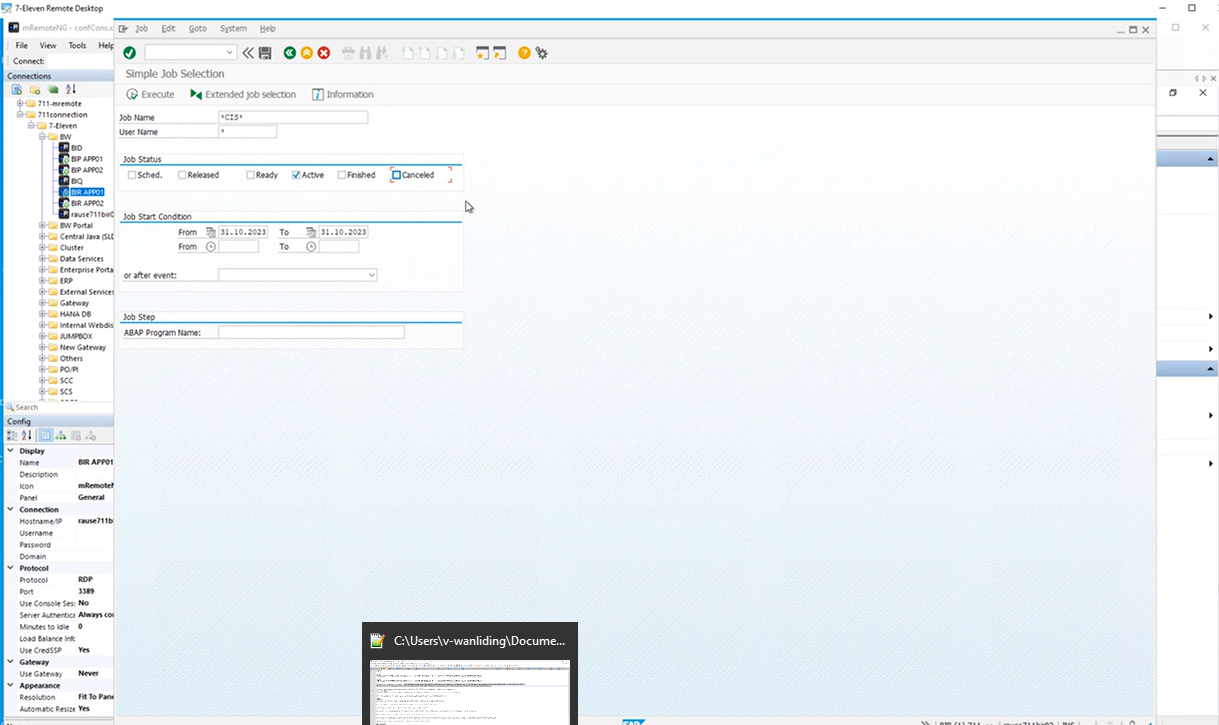 7-Eleven Remote Desktop
mRemoteNG - confCons.x
File View Tools Help
Connect:
Connections
711-mremote
711connection
7-Eleven
BW
BID
BIP APP01
BIP APP02
BIQ
BIR APP01
BIR APP02
rause711bir0
BW Portal
Central Java (SLD
Cluster
Data Services
Enterprise Porta
ERP
External Services
Gateway
HANA DB
Internal Webdis
JUMPBOX
New Gateway
Others
PO/PI
SCC
SCS
Search
Config
Display
Name BIR APP01
Description
Icon mRemoteN
Panel General
Connection
Hostname/IP rause711bi
Username
Password
Domain
Protocol
Protocol RDP
Port 3389
Use Console Ses No
Server Authentica Always co
Minutes to Idle 0
Load Balance Info
Use CredSSP Yes
Gateway
Use Gateway Never
Appearance
Resolution Fit To Pane
Automatic Resize Yes
Job Edit Goto System Help
Simple Job Selection
Execute Extended job selection Information
Job Name *CIS*
User Name *
Job Status
Sched. Released Ready Active Finished Canceled
Job Start Condition
From 31.10.2023 To 31.10.2023
From To
or after event:
Job Step
ABAP Program Name:
C:\Users\v-wanliding\Docume...
SAP